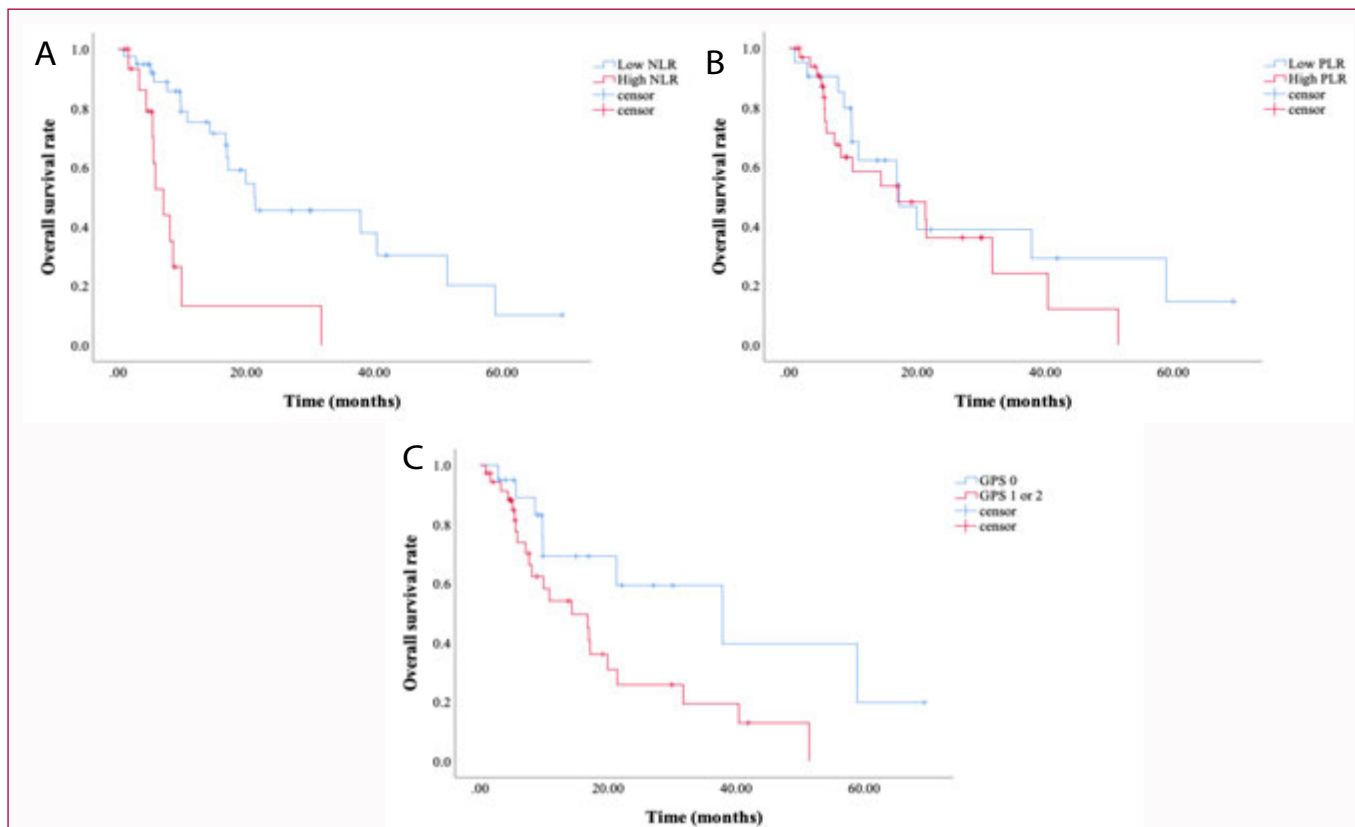 A
1.0
0.8
0.6
0.4
0.2
0.0
Overall survival rate
.00 20.00 40.00 60.00
Time (months)
Low NLR
High NLR
censor
censor
B
1.0
0.8
0.6
0.4
0.2
0.0
Overall survival rate
.00 20.00 40.00 60.00
Time (months)
Low PLR
High PLR
censor
censor
C
1.0
0.8
0.6
0.4
0.2
0.0
Overall survival rate
.00 20.00 40.00 60.00
Time (months)
GPS 0
GPS 1 or 2
censor
censor